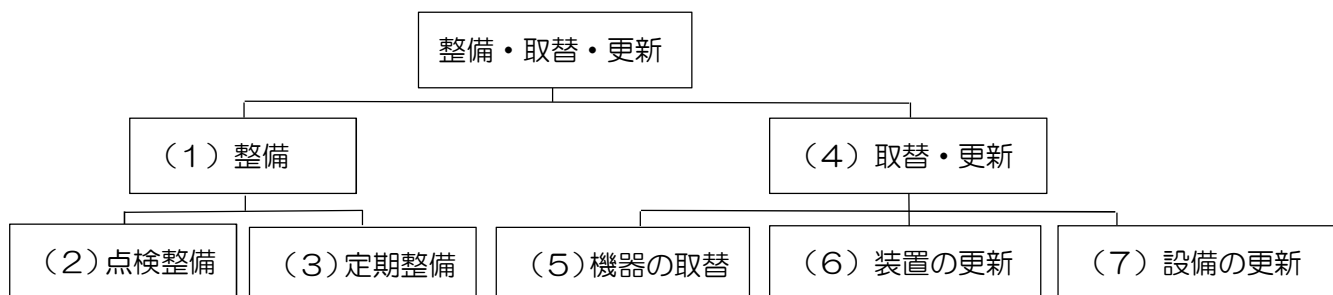 整備・取替・更新
（１）整備
（４）取替・更新
（２）点検整備
（３）定期整備
（５）機器の取替
（６）装置の更新
（７）設備の更新